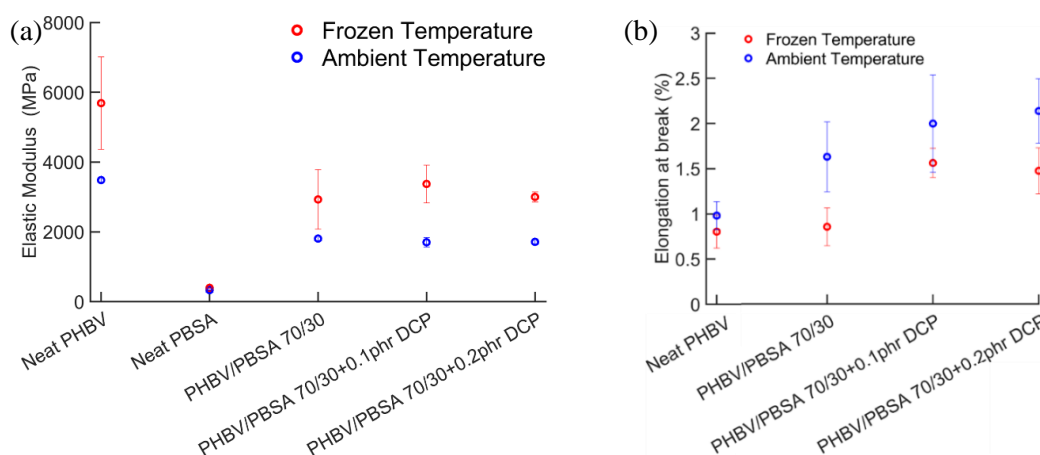 (a)
8000
6000
4000
2000
0
Elastic Modulus (MPa)
Frozen Temperature
Ambient Temperature
Neat PHBV
Neat PBSA
PHBV/PBSA 70/30
PHBV/PBSA 70/30+0.1phr DCP
PHBV/PBSA 70/30+0.2phr DCP
(b)
3
2.5
2
1.5
1
0.5
0
Elongation at break (%)
Frozen Temperature
Ambient Temperature
Neat PHBV
PHBV/PBSA 70/30
PHBV/PBSA 70/30+0.1phr DCP
PHBV/PBSA 70/30+0.2phr DCP